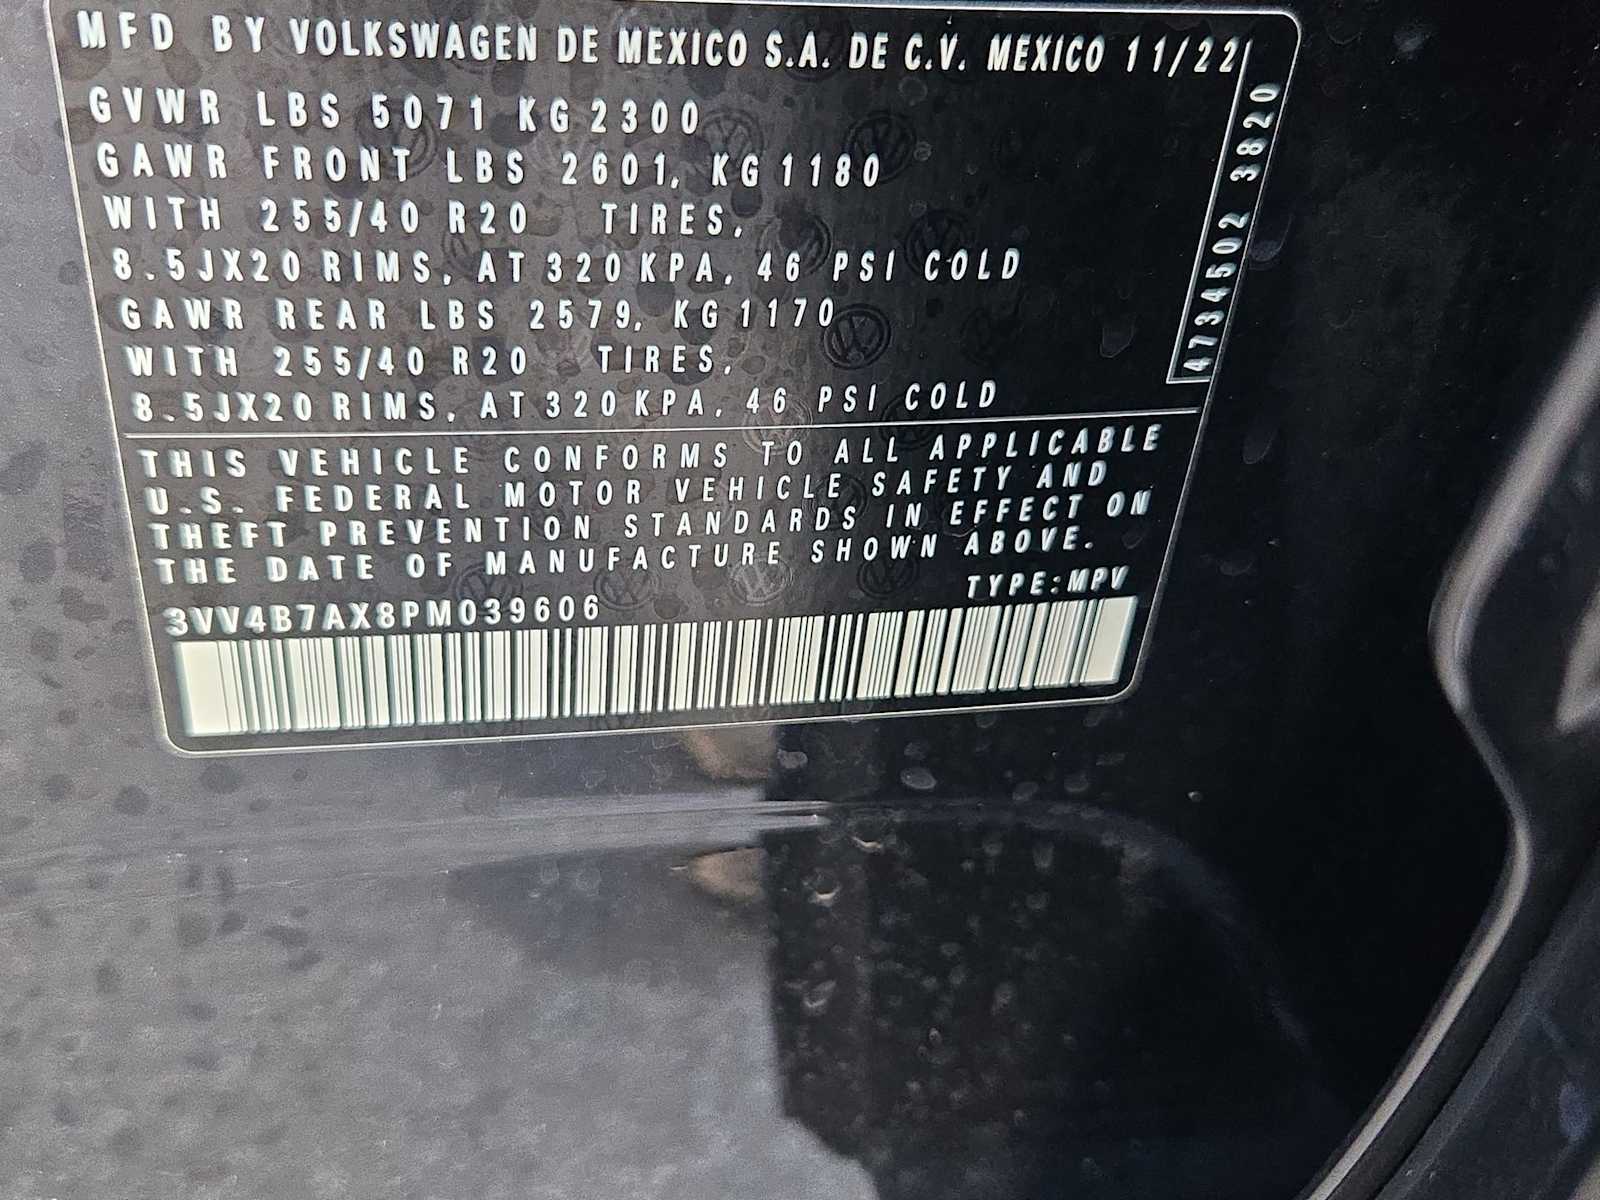 MFD BY VOLKSWAGEN DE MEXICO S.A. DE C.V. MEXICO 11/22
GVWR LBS 5071 KG 2300
GAWR FRONT LBS 2601, KG 1180
WITH 255/40 R20 TIRES,
8.5JX20 RIMS, AT 320 KPA, 46 PSI COLD
GAWR REAR LBS 2579, KG 1170
WITH 255/40 R20 TIRES,
8.5JX20 RIMS, AT 320 KPA, 46 PSI COLD
4734502 3820
THIS VEHICLE CONFORMS TO ALL APPLICABLE
U.S. FEDERAL MOTOR VEHICLE SAFETY AND
THEFT PREVENTION STANDARDS IN EFFECT ON
THE DATE OF MANUFACTURE SHOWN ABOVE.
TYPE:MPV
3VV4B7AX8PM039606